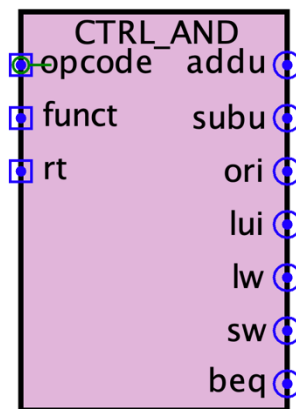 CTRL_AND
opcode addu
funct subu
rt ori
lui
lw
sw
beq